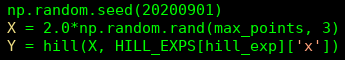 np.random.seed(20200901)
X = 2.0*np.random.rand(max_points, 3)
Y = hill(X, HILL_EXPS[hill_exp]['x'])